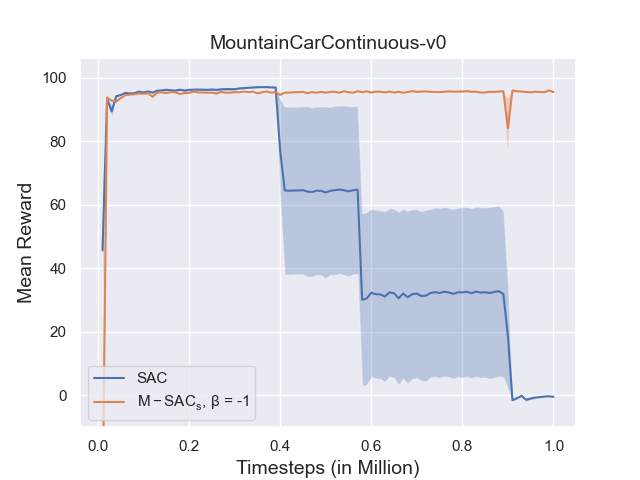 MountainCarContinuous-v0
Mean Reward
100
80
60
40
20
0
SAC
M−SACs, β = -1
0.0 0.2 0.4 0.6 0.8 1.0
Timesteps (in Million)